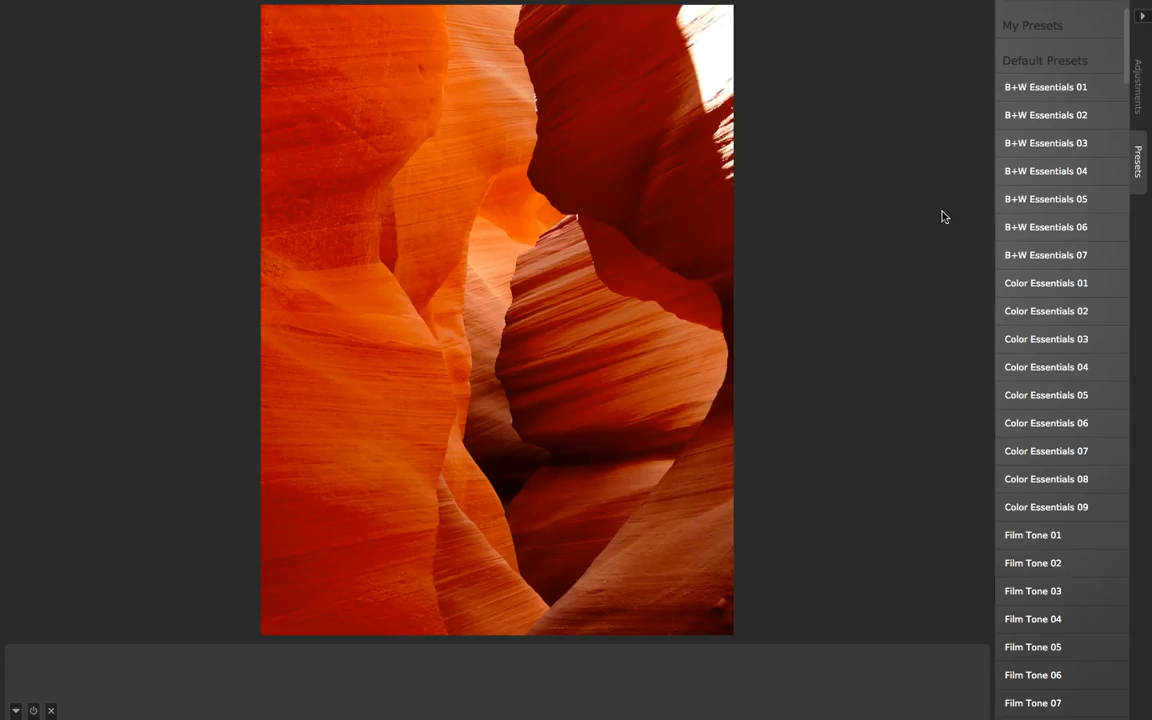 My Presets
Default Presets
B+W Essentials 01
B+W Essentials 02
B+W Essentials 03
B+W Essentials 04
B+W Essentials 05
B+W Essentials 06
B+W Essentials 07
Color Essentials 01
Color Essentials 02
Color Essentials 03
Color Essentials 04
Color Essentials 05
Color Essentials 06
Color Essentials 07
Color Essentials 08
Color Essentials 09
Film Tone 01
Film Tone 02
Film Tone 03
Film Tone 04
Film Tone 05
Film Tone 06
Film Tone 07
Adjustments
Presets